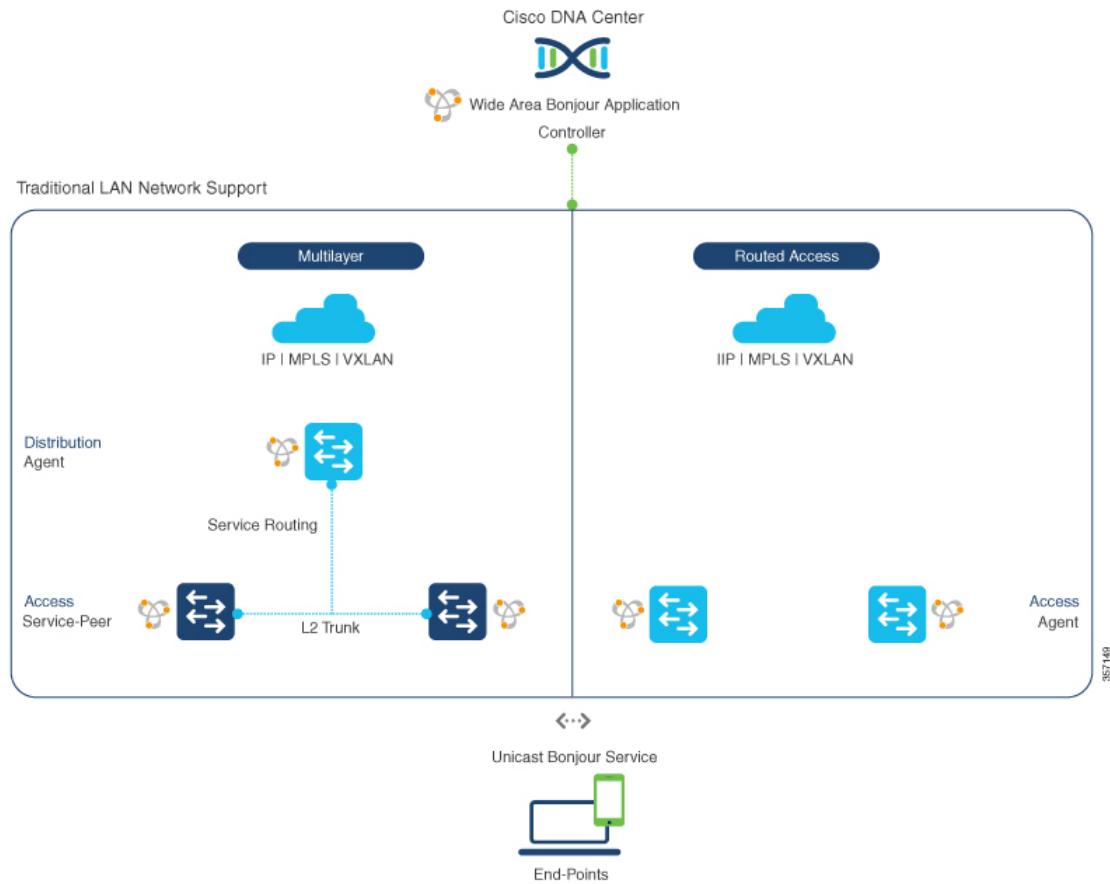 Cisco DNA Center
Wide Area Bonjour Application
Controller
Traditional LAN Network Support
Multilayer
Routed Access
IP | MPLS | VXLAN
IIP | MPLS | VXLAN
Distribution
Agent
Service Routing
Access
Service-Peer
L2 Trunk
Access
Agent
357149
Unicast Bonjour Service
End-Points